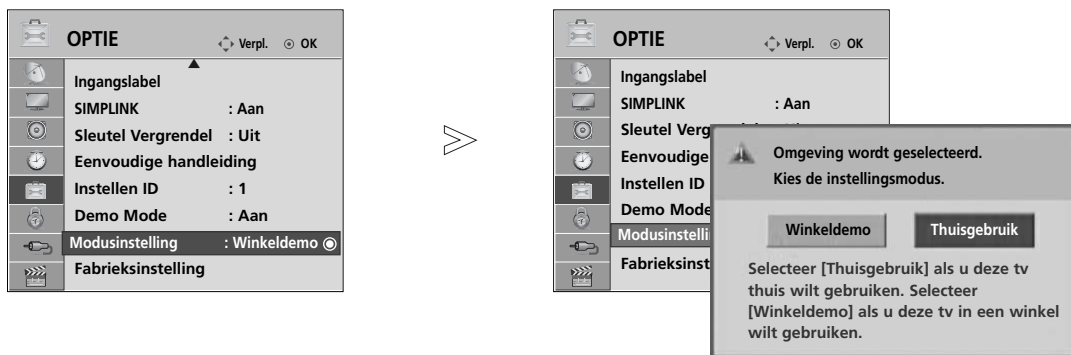 OPTIE Verpl. OK
Ingangslabel
SIMPLINK : Aan
Sleutel Vergrendel : Uit
Eenvoudige handleiding
Instellen ID : 1
Demo Mode : Aan
Modusinstelling : Winkeldemo
Fabrieksinstelling
OPTIE Verpl. OK
Ingangslabel
SIMPLINK : Aan
Sleutel Verg
Eenvoudige
Instellen ID
Demo Mode
Modusinstelli
Fabrieksinst
Omgeving wordt geselecteerd.
Kies de instellingsmodus.
Winkeldemo Thuisgebruik
Selecteer [Thuisgebruik] als u deze tv
thuis wilt gebruiken. Selecteer
[Winkeldemo] als u deze tv in een winkel
wilt gebruiken.